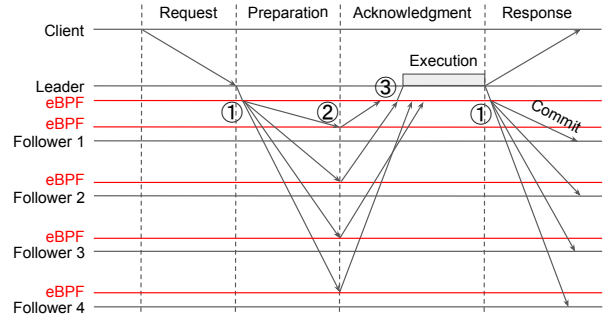 Request Preparation Acknowledgment Response
Client
Execution
Leader
③
eBPF
① ② ①
Commit
eBPF
Follower 1
eBPF
Follower 2
eBPF
Follower 3
eBPF
Follower 4